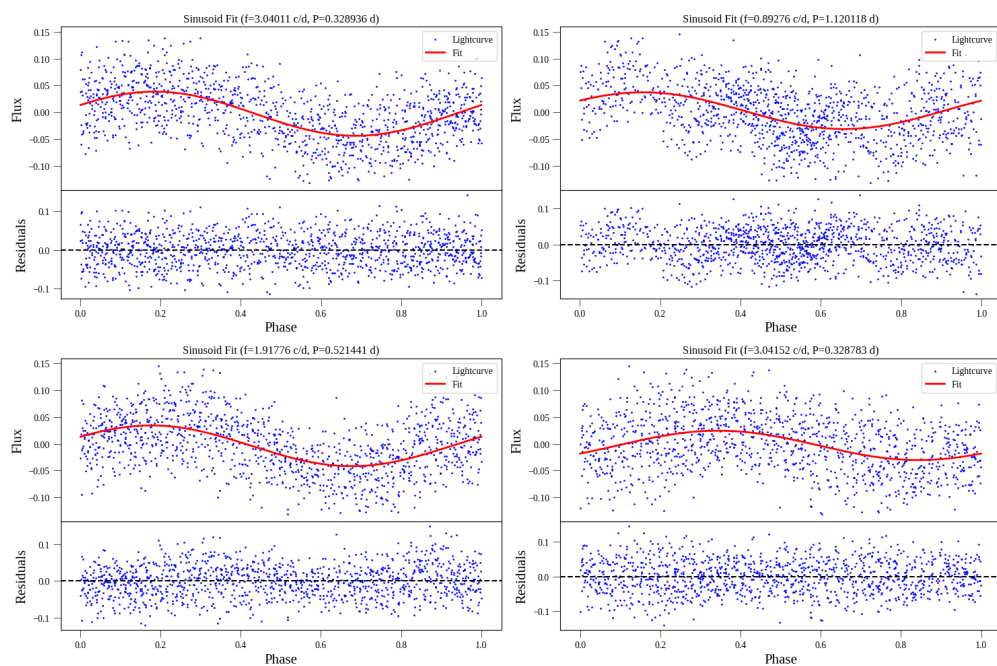 Sinusoid Fit (f=3.04011 c/d, P=0.328936 d)
0.15
0.10
0.05
0.00
−0.05
−0.10
Flux
Lightcurve
Fit
0.1
0.0
−0.1
Residuals
0.0 0.2 0.4 0.6 0.8 1.0
Phase
Sinusoid Fit (f=0.89276 c/d, P=1.120118 d)
0.15
0.10
0.05
0.00
−0.05
−0.10
Flux
Lightcurve
Fit
0.1
0.0
−0.1
Residuals
0.0 0.2 0.4 0.6 0.8 1.0
Phase
Sinusoid Fit (f=1.91776 c/d, P=0.521441 d)
0.15
0.10
0.05
0.00
−0.05
−0.10
Flux
Lightcurve
Fit
0.1
0.0
−0.1
Residuals
0.0 0.2 0.4 0.6 0.8 1.0
Phase
Sinusoid Fit (f=3.04152 c/d, P=0.328783 d)
0.15
0.10
0.05
0.00
−0.05
−0.10
Flux
Lightcurve
Fit
0.1
0.0
−0.1
Residuals
0.0 0.2 0.4 0.6 0.8 1.0
Phase